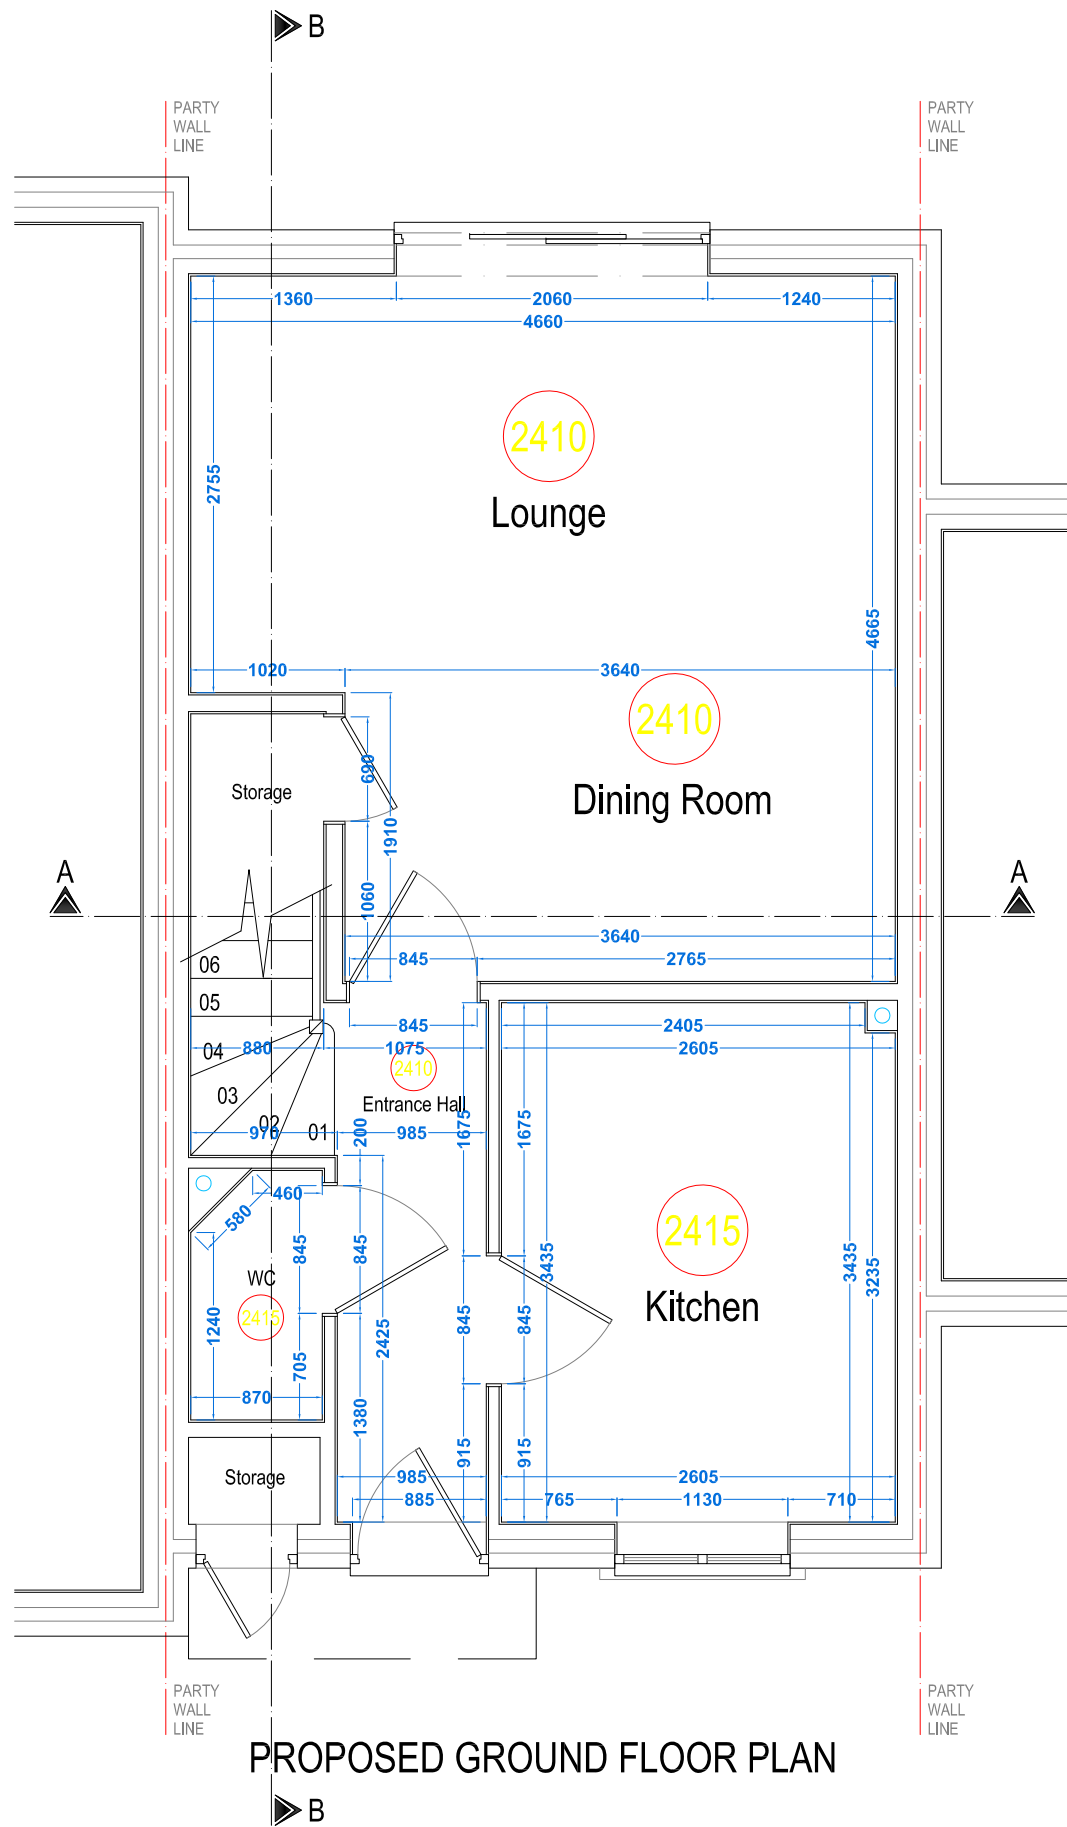 B
PARTY
WALL
LINE
PARTY
WALL
LINE
1360
2060
1240
4660
2410
2755
Lounge
4665
1020
3640
2410
690
Storage
Dining Room
1910
A
A
1060
3640
845
2765
06
05
845
2405
880
1075
2605
04
2410
03
Entrance Hall
02
01
970
200
985
1675
1675
460
580
845
845
2415
3435
3435
3235
WC
2415
1240
Kitchen
845
845
2425
705
870
1380
915
915
Storage
985
2605
885
765
1130
710
PARTY
WALL
LINE
PARTY
WALL
LINE
PROPOSED GROUND FLOOR PLAN
B